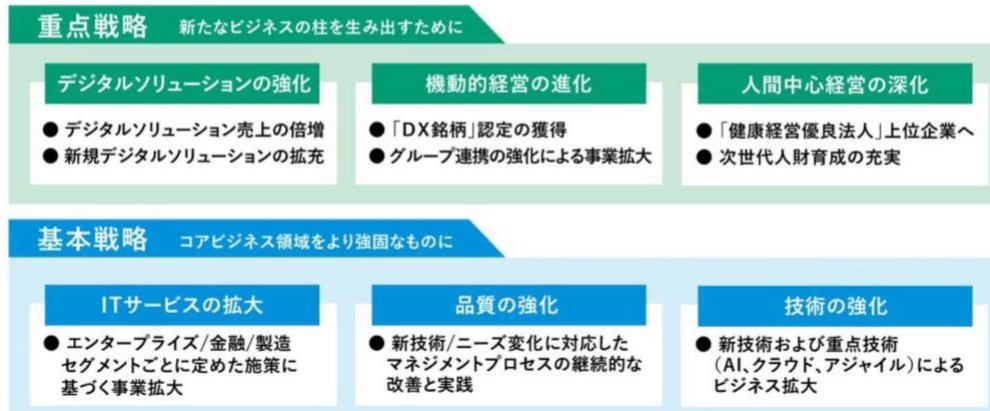 重点戦略 新たなビジネスの柱を生み出すために
デジタルソリューションの強化
● デジタルソリューション売上の倍増
● 新規デジタルソリューションの拡充
機動的経営の進化
● 「DX銘柄」認定の獲得
● グループ連携の強化による事業拡大
人間中心経営の深化
● 「健康経営優良法人」上位企業へ
● 次世代人財育成の充実
基本戦略 コアビジネス領域をより強固なものに
ITサービスの拡大
● エンタープライズ/金融/製造
セグメントごとに定めた施策に
基づく事業拡大
品質の強化
● 新技術/ニーズ変化に対応した
マネジメントプロセスの継続的な
改善と実践
技術の強化
● 新技術および重点技術
(AI、クラウド、アジャイル)による
ビジネス拡大